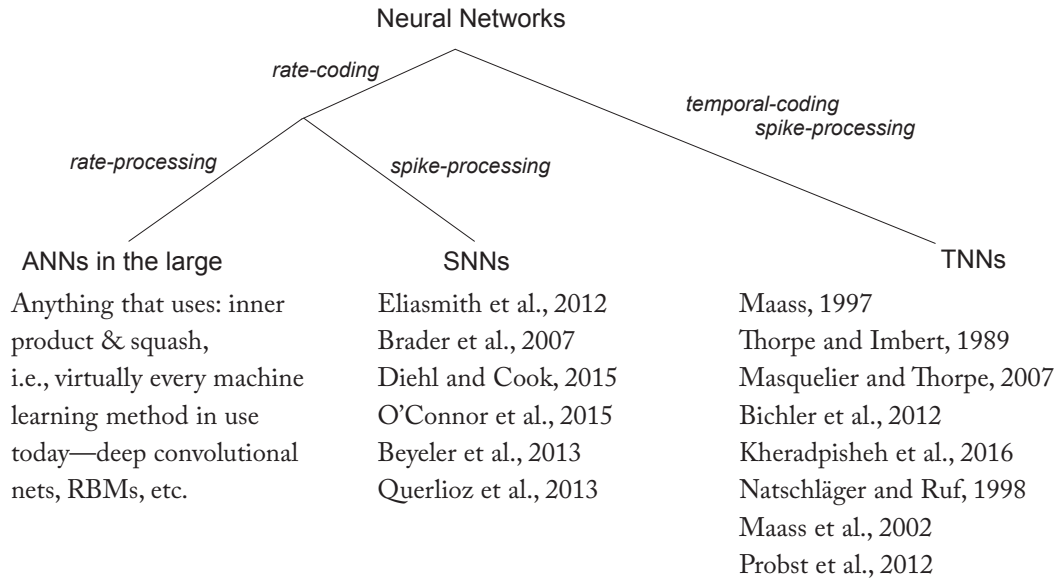 Neural Networks
rate-coding
temporal-coding
spike-processing
rate-processing
spike-processing
ANNs in the large
Anything that uses: inner
product & squash,
i.e., virtually every machine
learning method in use
today—deep convolutional
nets, RBMs, etc.
SNNs
Eliasmith et al., 2012
Brader et al., 2007
Diehl and Cook, 2015
O’Connor et al., 2015
Beyeler et al., 2013
Querlioz et al., 2013
TNNs
Maass, 1997
Thorpe and Imbert, 1989
Masquelier and Thorpe, 2007
Bichler et al., 2012
Kheradpisheh et al., 2016
Natschläger and Ruf, 1998
Maass et al., 2002
Probst et al., 2012